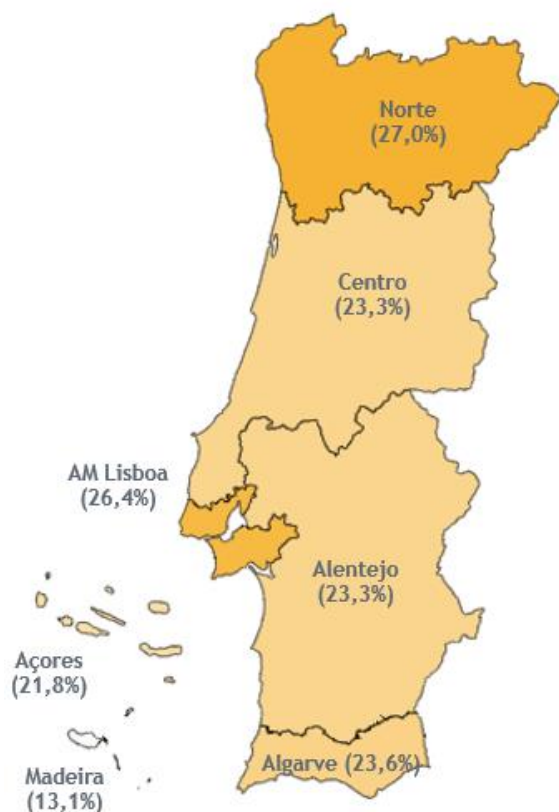 Norte
(27,0%)
Centro
(23,3%)
AM Lisboa
(26,4%)
Alentejo
(23,3%)
Açores
(21,8%)
Algarve (23,6%)
Madeira
(13,1%)